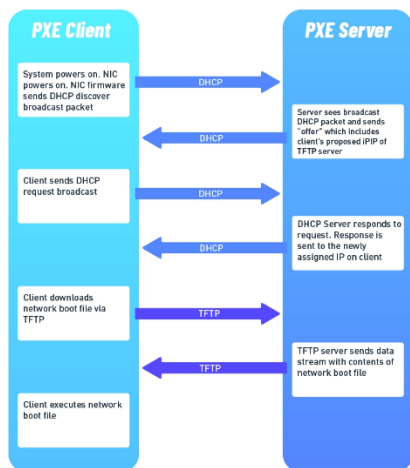 PXE Client
PXE Server
System powers on. NIC
powers on. NIC firmware
sends DHCP discover
broadcast packet
DHCP
Server sees broadcast
DHCP packet and sends
"offer" which includes
client's proposed iPIP of
TFTP server
DHCP
Client sends DHCP
request broadcast
DHCP
DHCP Server responds to
request. Response is
sent to the newly
assigned IP on client
DHCP
Client downloads
network boot file via
TFTP
TFTP
TFTP server sends data
stream with contents of
network boot file
TFTP
Client executes network
boot file